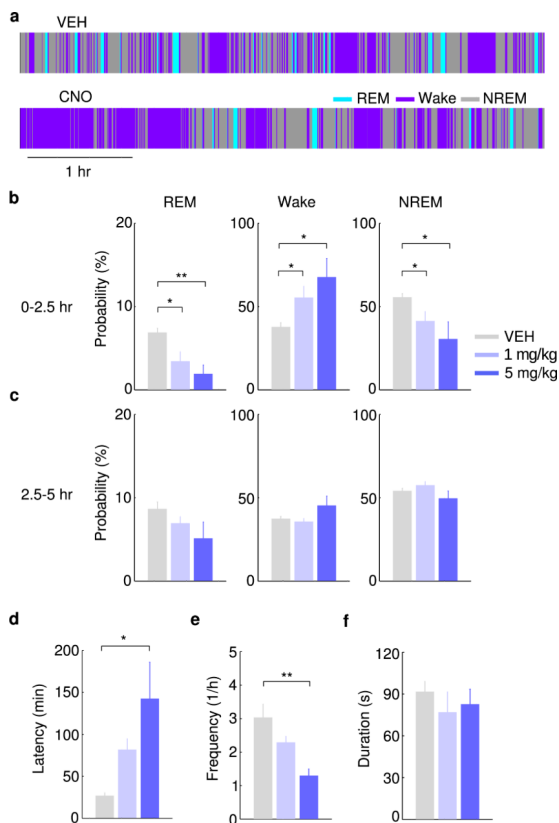 a
VEH
CNO
REM Wake NREM
1 hr
b
REM Wake NREM
0-2.5 hr
Probability (%)
20
10
0
*
**
100
50
0
*
*
100
50
0
*
*
VEH
1 mg/kg
5 mg/kg
c
2.5-5 hr
Probability (%)
20
10
0
100
50
0
100
50
0
d
Latency (min)
200
150
100
50
0
*
e
Frequency (1/h)
5
4
3
2
1
0
**
f
Duration (s)
120
90
60
30
0